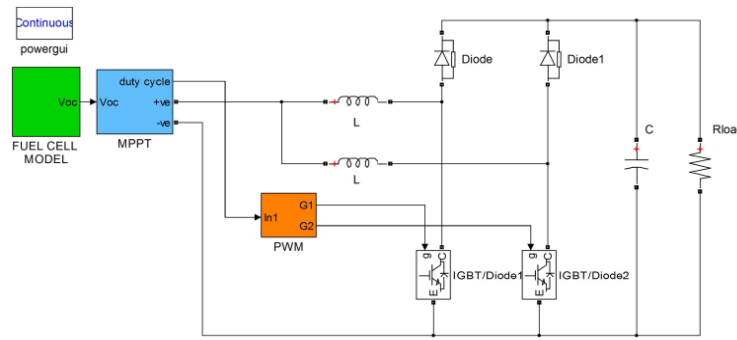 Continuous
powergui
Voc
FUEL CELL
MODEL
Voc
duty cycle
+ve
-ve
MPPT
+
L
+
L
Diode
Diode1
In1
G1
G2
PWM
g
C
E
IGBT/Diode1
g
C
E
IGBT/Diode2
+
C
+
Rloa